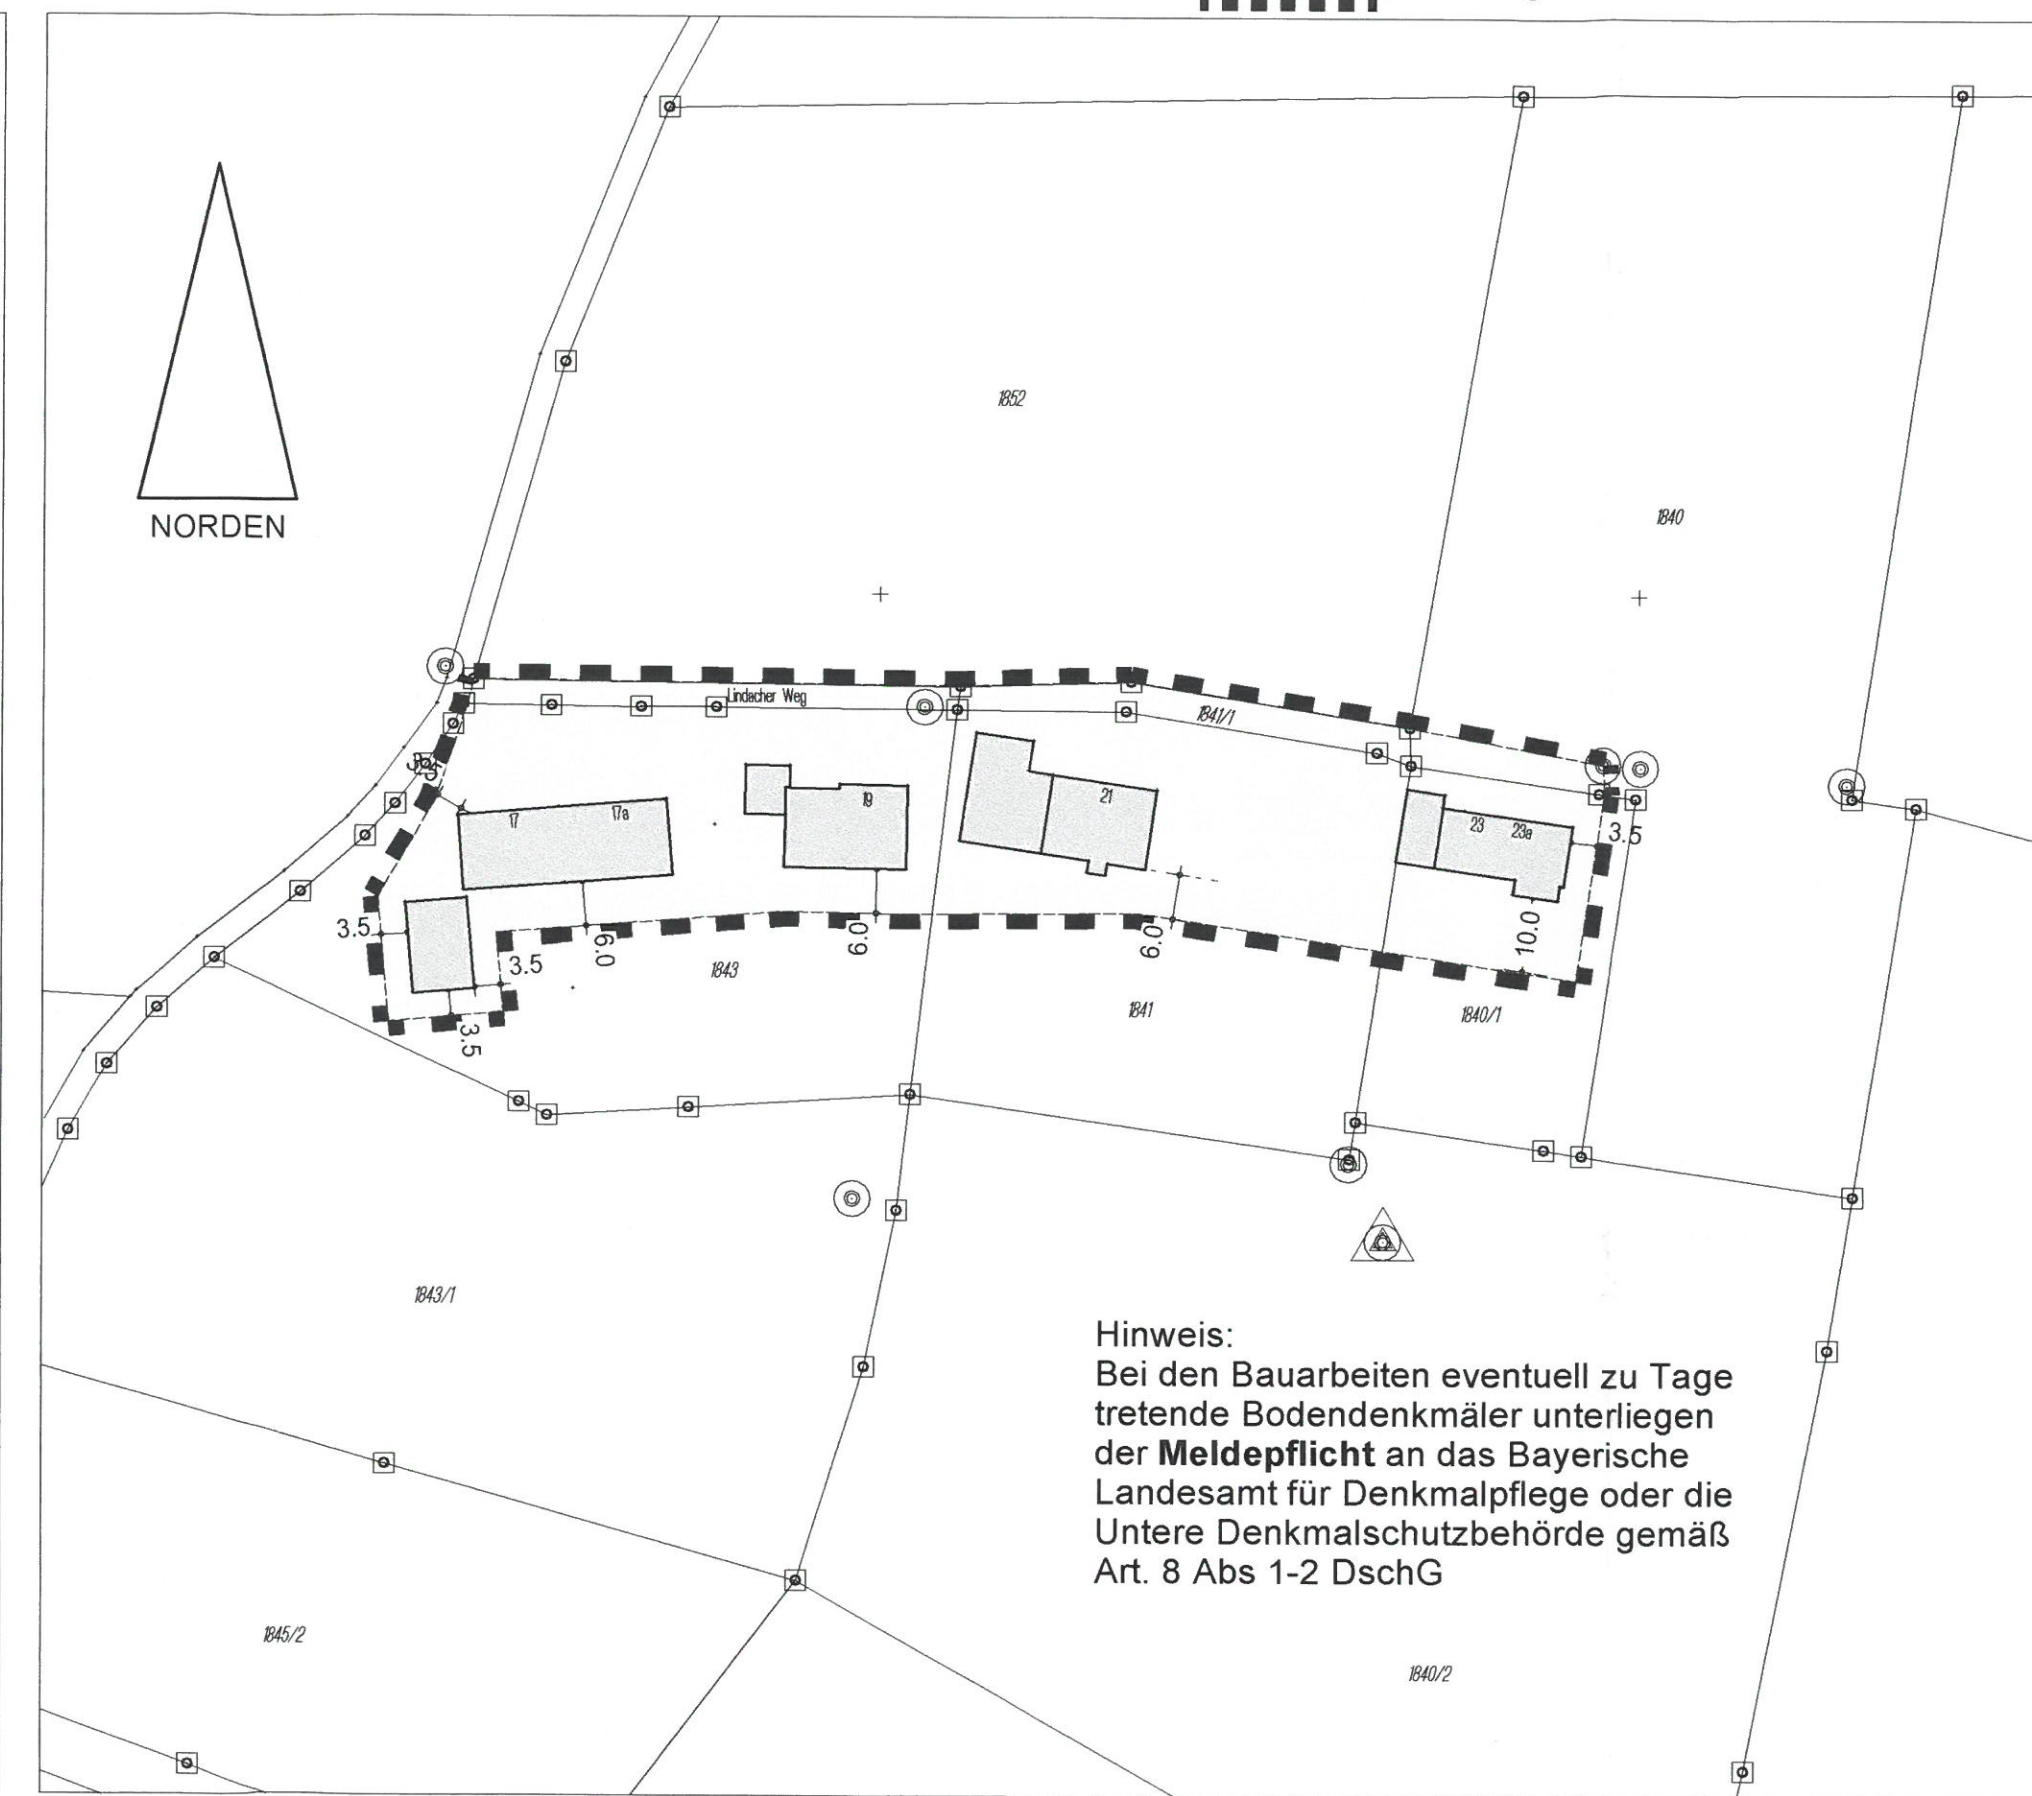 NORDEN
1852
1840
Lindacher Weg
1841/1
3.5
17
17a
19
21
23
23a
3.5
3.5
3.5
3.5
6.0
6.0
6.0
10.0
1843
1841
1840/1
1843/1
1845/2
1840/2
Hinweis:
Bei den Bauarbeiten eventuell zu Tage
tretende Bodendenkmäler unterliegen
der Meldepflicht an das Bayerische
Landesamt für Denkmalpflege oder die
Untere Denkmalschutzbehörde gemäß
Art. 8 Abs 1-2 DschG